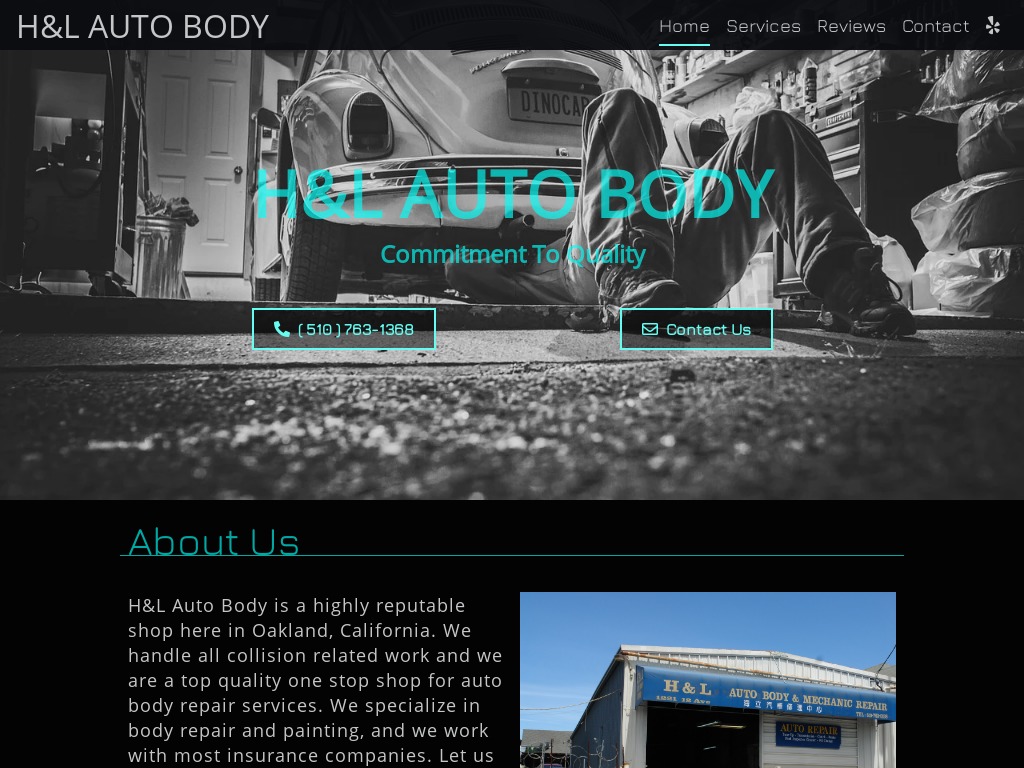 H&L AUTO BODY
Home Services Reviews Contact
DINOCAR
H&L AUTO BODY
Commitment To Quality
( 510 ) 763-1368
Contact Us
About Us
H&L Auto Body is a highly reputable
shop here in Oakland, California. We
handle all collision related work and we
are a top quality one stop shop for auto
body repair services. We specialize in
body repair and painting, and we work
with most insurance companies. Let us
H & L AUTO BODY & MECHANIC REPAIR
1221 12 Ave
AUTO REPAIR